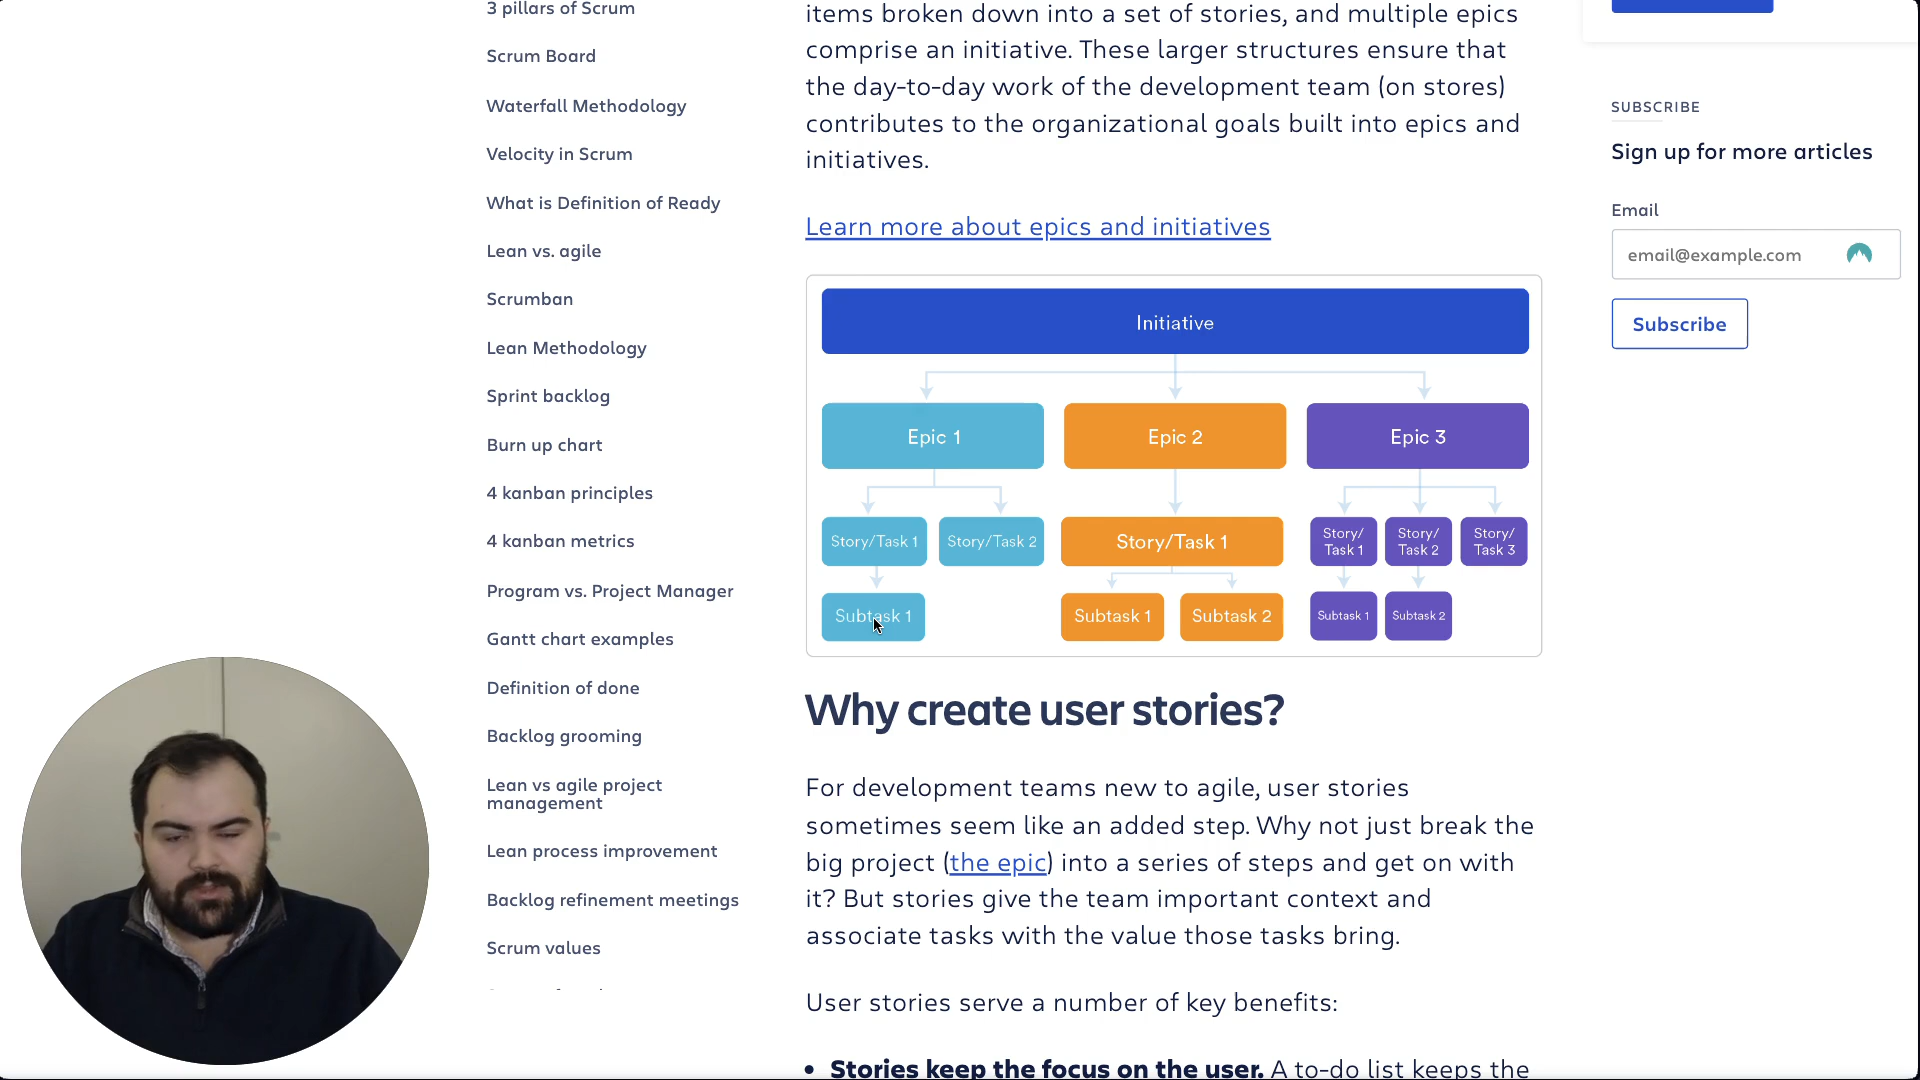 3 pillars of Scrum
Scrum Board
Waterfall Methodology
Velocity in Scrum
What is Definition of Ready
Lean vs. agile
Scrumban
Lean Methodology
Sprint backlog
Burn up chart
4 kanban principles
4 kanban metrics
Program vs. Project Manager
Gantt chart examples
Definition of done
Backlog grooming
Lean vs agile project
management
Lean process improvement
Backlog refinement meetings
Scrum values
items broken down into a set of stories, and multiple epics
comprise an initiative. These larger structures ensure that
the day-to-day work of the development team (on stores)
contributes to the organizational goals built into epics and
initiatives.
Learn more about epics and initiatives
Initiative
Epic 1
Epic 2
Epic 3
Story/Task 1
Story/Task 2
Story/Task 1
Story/
Task 1
Story/
Task 2
Story/
Task 3
Subtask 1
Subtask 1
Subtask 2
Subtask 1
Subtask 2
Why create user stories?
For development teams new to agile, user stories
sometimes seem like an added step. Why not just break the
big project (the epic) into a series of steps and get on with
it? But stories give the team important context and
associate tasks with the value those tasks bring.
User stories serve a number of key benefits:
• Stories keep the focus on the user. A to-do list keeps the
SUBSCRIBE
Sign up for more articles
Email
email@example.com
Subscribe